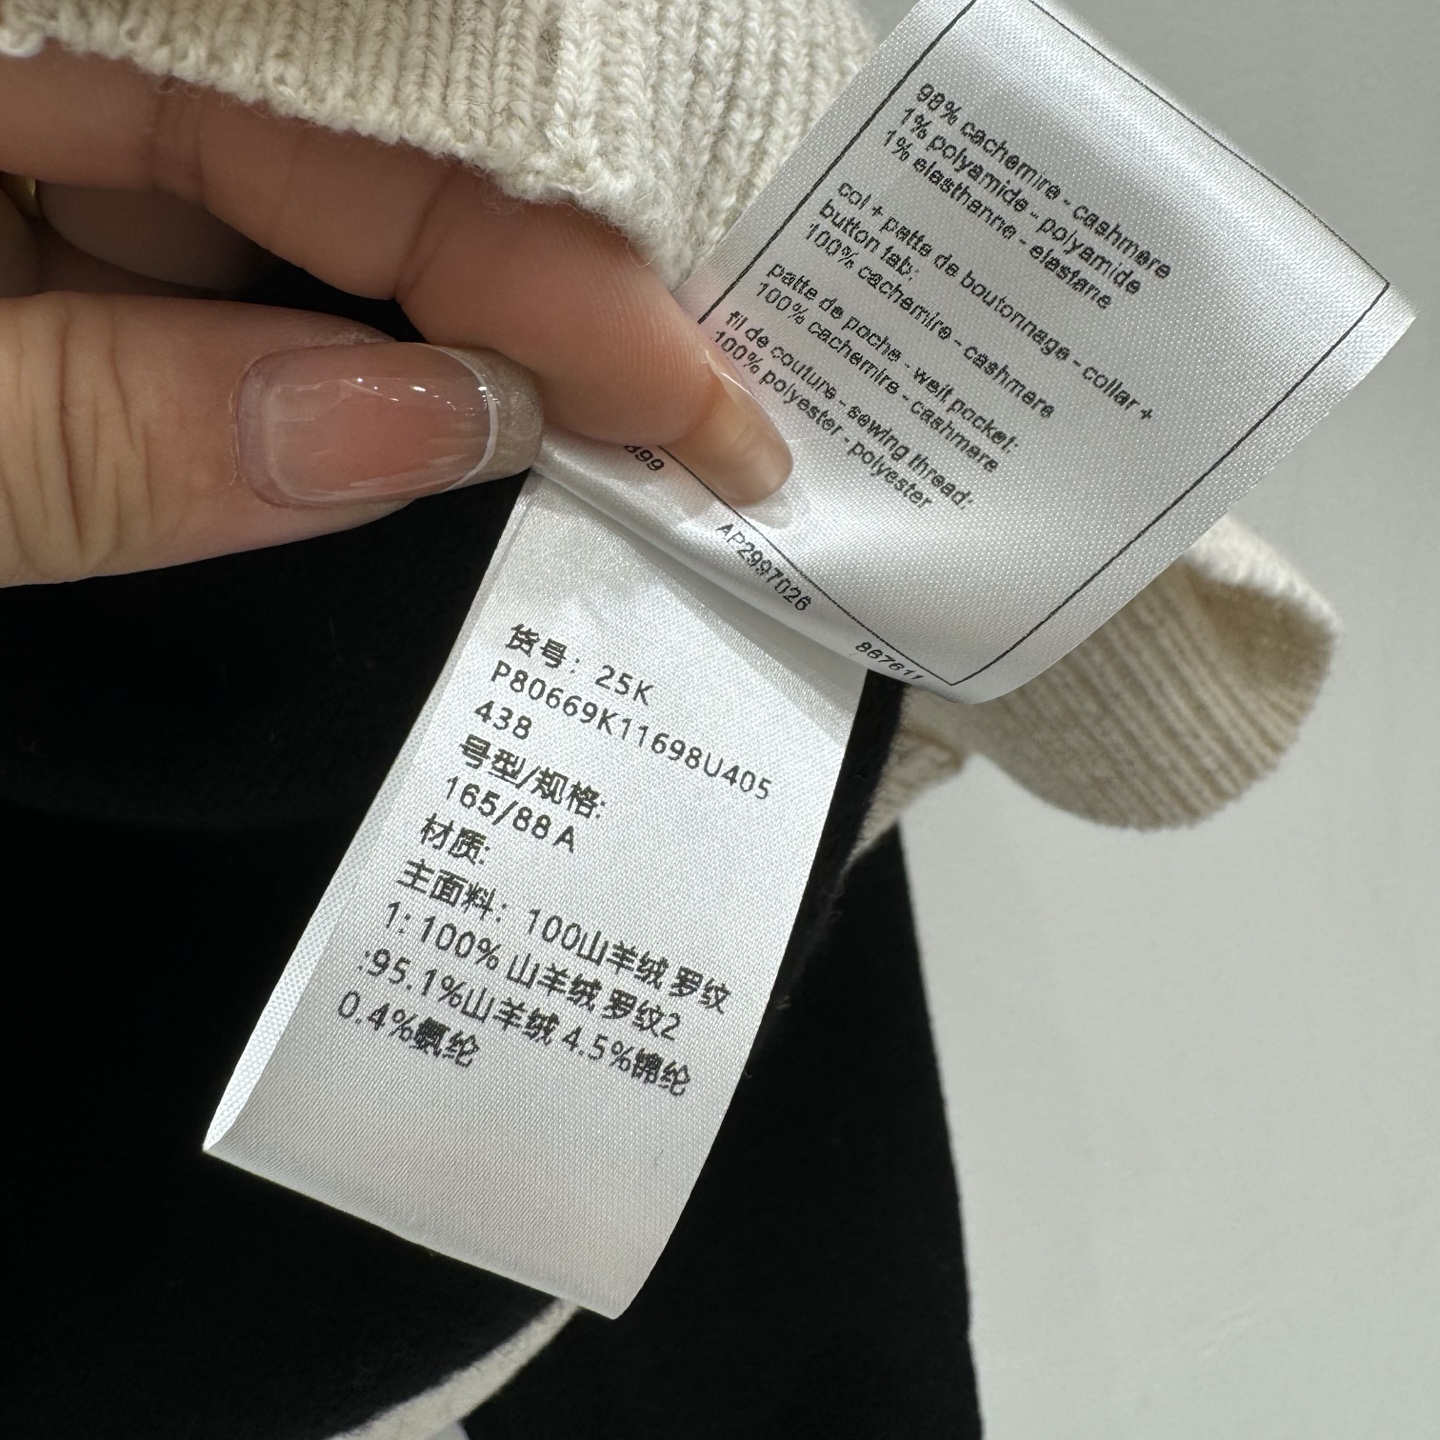 98% cachemire - cashmere
1% polyamide - polyamide
1% elasthanne - elastane
col + patte de boutonnage - collar +
button tab:
100% cachemire - cashmere
patte de poche - welt pocket:
100% cachemire - cashmere
fil de couture - sewing thread:
100% polyester - polyester
899
AP2997026
867611
货号: 25K
P80669K11698U405
438
号型/规格:
165/88 A
材质:
主面料: 100山羊绒 罗纹
1: 100% 山羊绒 罗纹2
:95.1%山羊绒 4.5%锦纶
0.4%氨纶